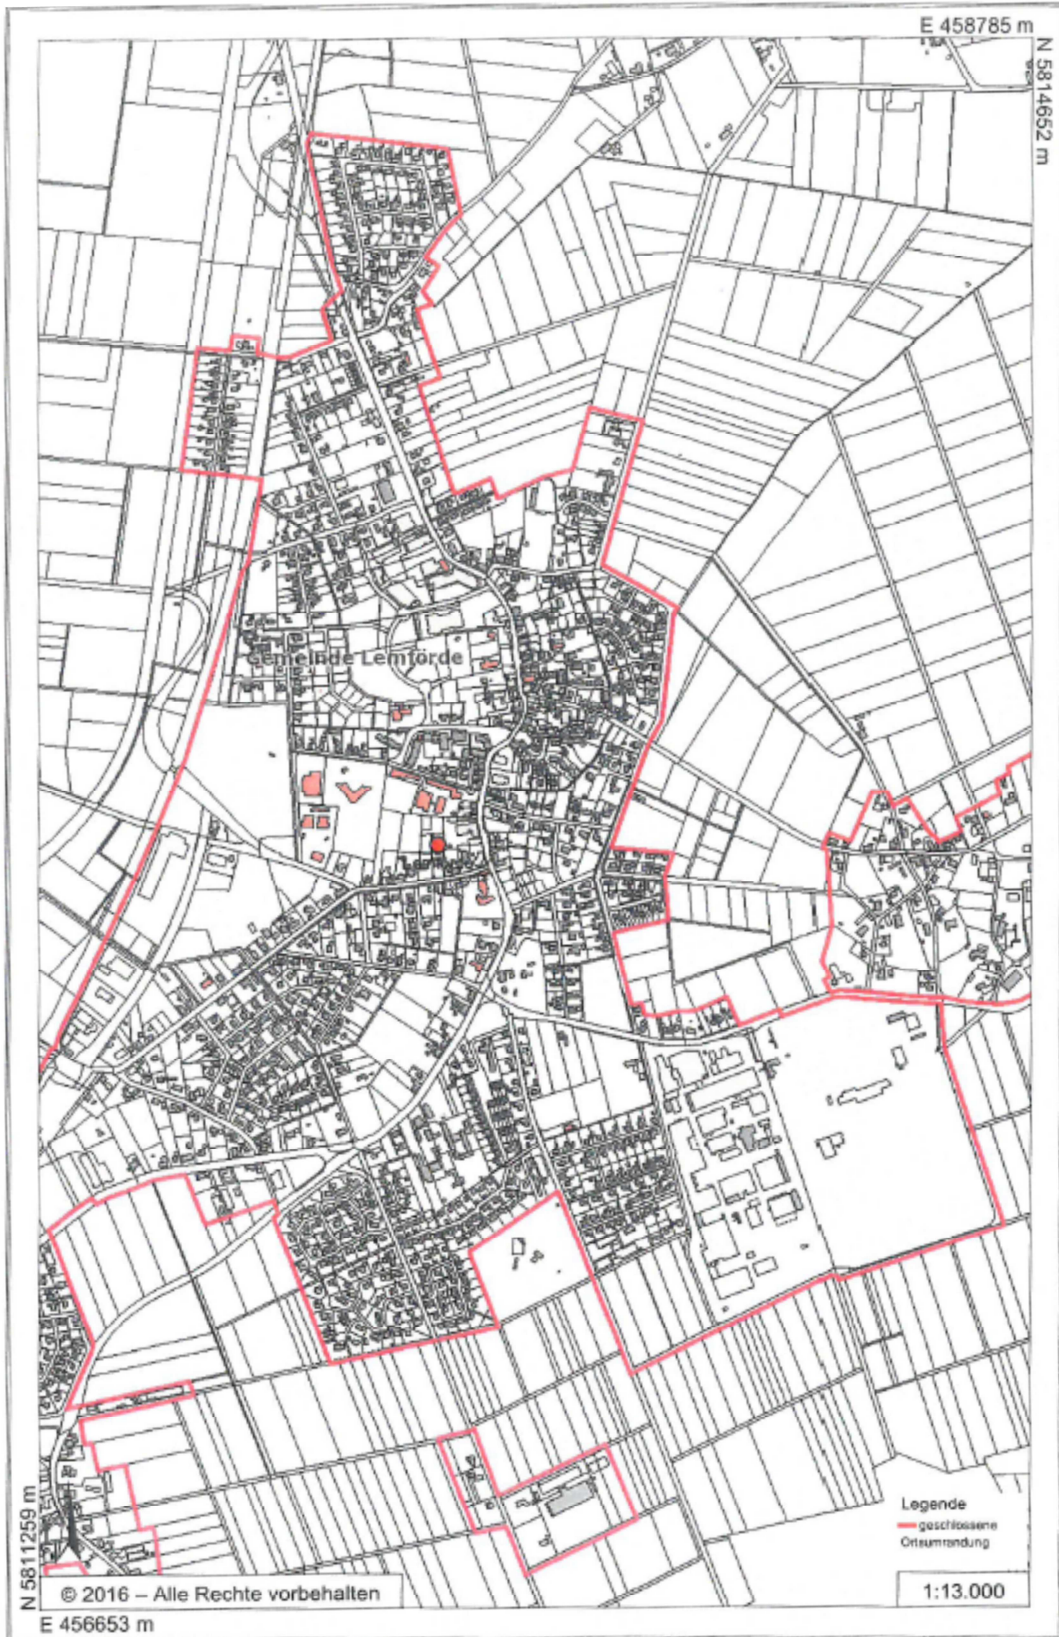 E 458785 m
N 5814652 m
Gemeinde Lemförde
Legende
geschlossene
Ortsumrandung
N 5811259 m
© 2016 – Alle Rechte vorbehalten
1:13.000
E 456653 m